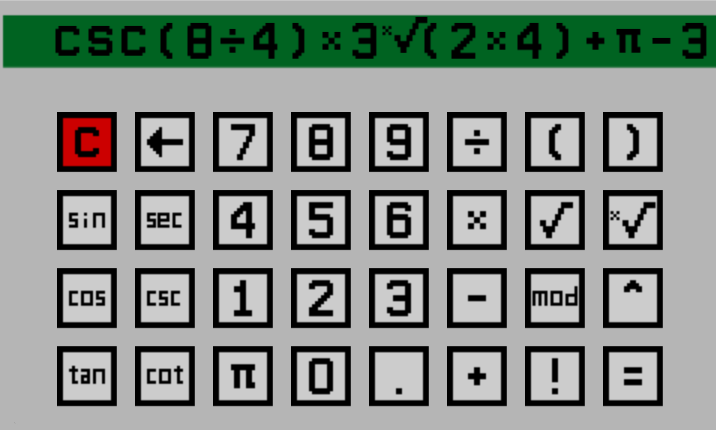 csc(8÷4)×3ˣ√(2×4)+π-3
C ← 7 8 9 ÷ ( )
sin sec 4 5 6 × √ ˣ√
cos csc 1 2 3 - mod ^
tan cot π 0 . + ! =